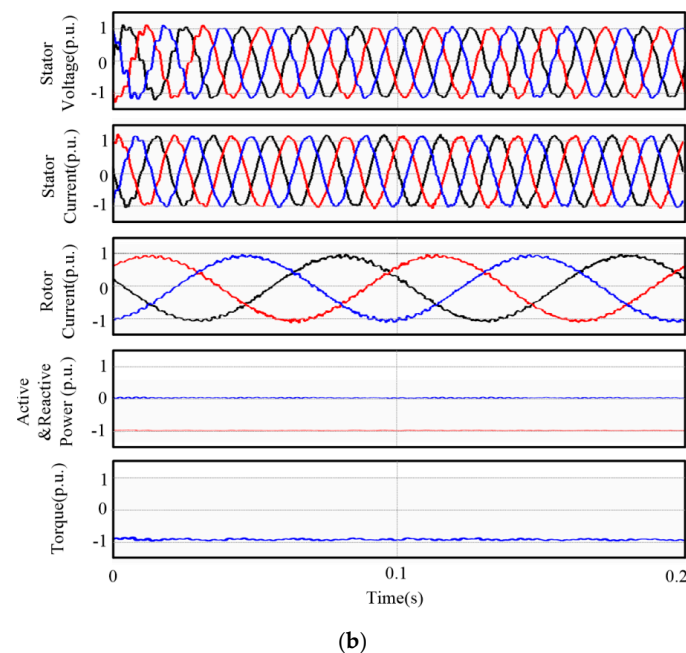 Stator
Voltage(p.u.)
1
0
-1
Stator
Current(p.u.)
1
0
-1
Rotor
Current(p.u.)
1
0
-1
Active
&Reactive
Power (p.u.)
1
0
-1
Torque(p.u.)
1
0
-1
0 0.1 0.2
Time(s)
(b)